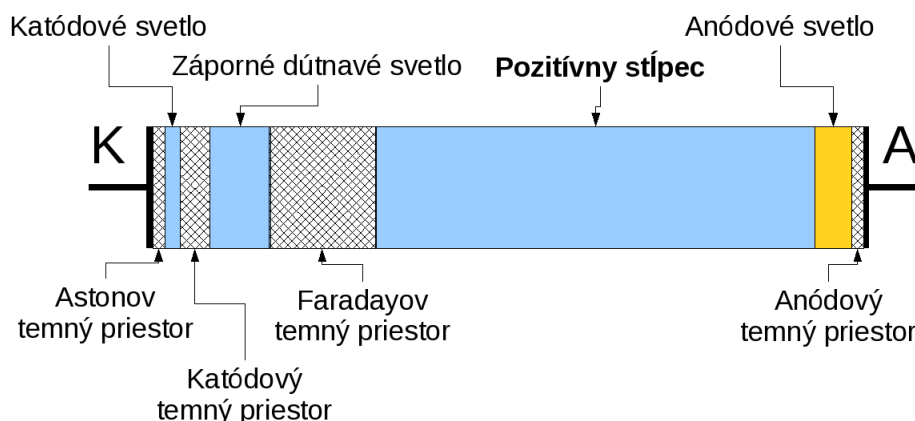 Katódové svetlo
Anódové svetlo
Záporné dútnavé svetlo
Pozitívny stĺpec
K
A
Astonov
temný priestor
Faradayov
temný priestor
Anódový
temný priestor
Katódový
temný priestor